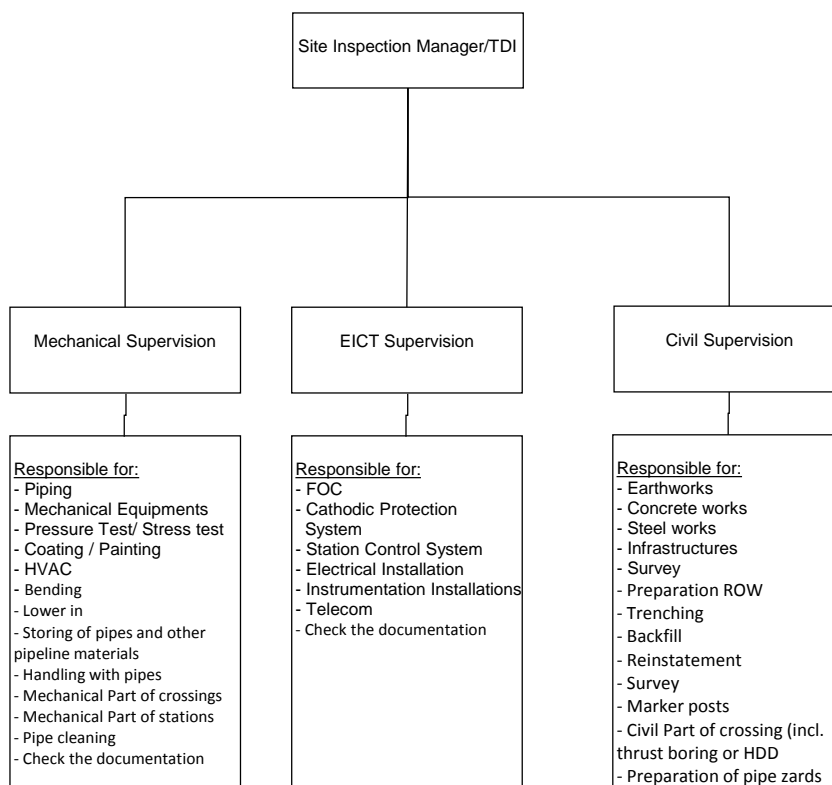 Site Inspection Manager/TDI
Mechanical Supervision
EICT Supervision
Civil Supervision
Responsible for:
- Piping
- Mechanical Equipments
- Pressure Test/ Stress test
- Coating / Painting
- HVAC
- Bending
- Lower in
- Storing of pipes and other
pipeline materials
- Handling with pipes
- Mechanical Part of crossings
- Mechanical Part of stations
- Pipe cleaning
- Check the documentation
Responsible for:
- FOC
- Cathodic Protection
System
- Station Control System
- Electrical Installation
- Instrumentation Installations
- Telecom
- Check the documentation
Responsible for:
- Earthworks
- Concrete works
- Steel works
- Infrastructures
- Survey
- Preparation ROW
- Trenching
- Backfill
- Reinstatement
- Survey
- Marker posts
- Civil Part of crossing (incl.
thrust boring or HDD
- Preparation of pipe zards